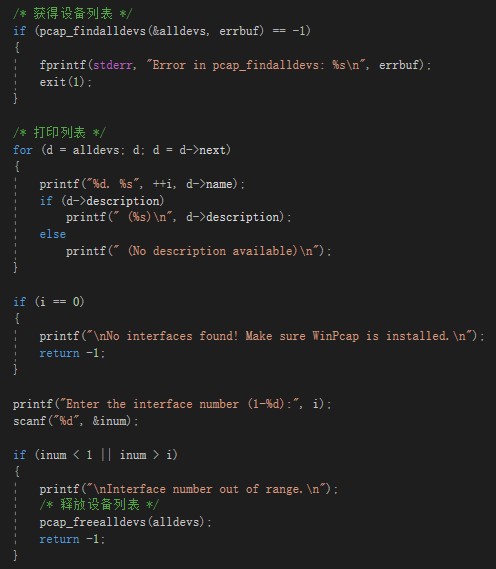 /* 获得设备列表 */
if (pcap_findalldevs(&alldevs, errbuf) == -1)
{
fprintf(stderr, "Error in pcap_findalldevs: %s\n", errbuf);
exit(1);
}
/* 打印列表 */
for (d = alldevs; d; d = d->next)
{
printf("%d. %s", ++i, d->name);
if (d->description)
printf(" (%s)\n", d->description);
else
printf(" (No description available)\n");
}
if (i == 0)
{
printf("\nNo interfaces found! Make sure WinPcap is installed.\n");
return -1;
}
printf("Enter the interface number (1-%d):", i);
scanf("%d", &inum);
if (inum < 1 || inum > i)
{
printf("\nInterface number out of range.\n");
/* 释放设备列表 */
pcap_freealldevs(alldevs);
return -1;
}